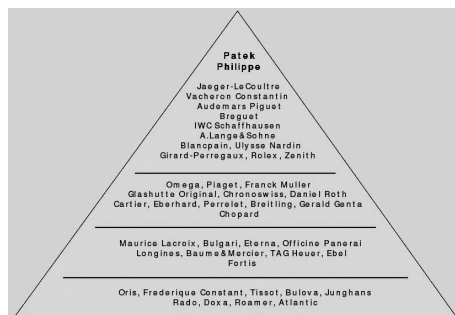 Patek
Philippe
Jaeger-LeCoultre
Vacheron Constantin
Audemars Piguet
Breguet
IWC Schaffhausen
A.Lange&Sohne
Blancpain, Ulysse Nardin
Girard-Perregaux, Rolex, Zenith
Omega, Piaget, Franck Muller
Glashutte Original, Chronoswiss, Daniel Roth
Cartier, Eberhard, Perrelet, Breitling, Gerald Genta
Chopard
Maurice Lacroix, Bulgari, Eterna, Officine Panerai
Longines, Baume&Mercier, TAG Heuer, Ebel
Fortis
Oris, Frederique Constant, Tissot, Bulova, Junghans
Rado, Doxa, Roamer, Atlantic